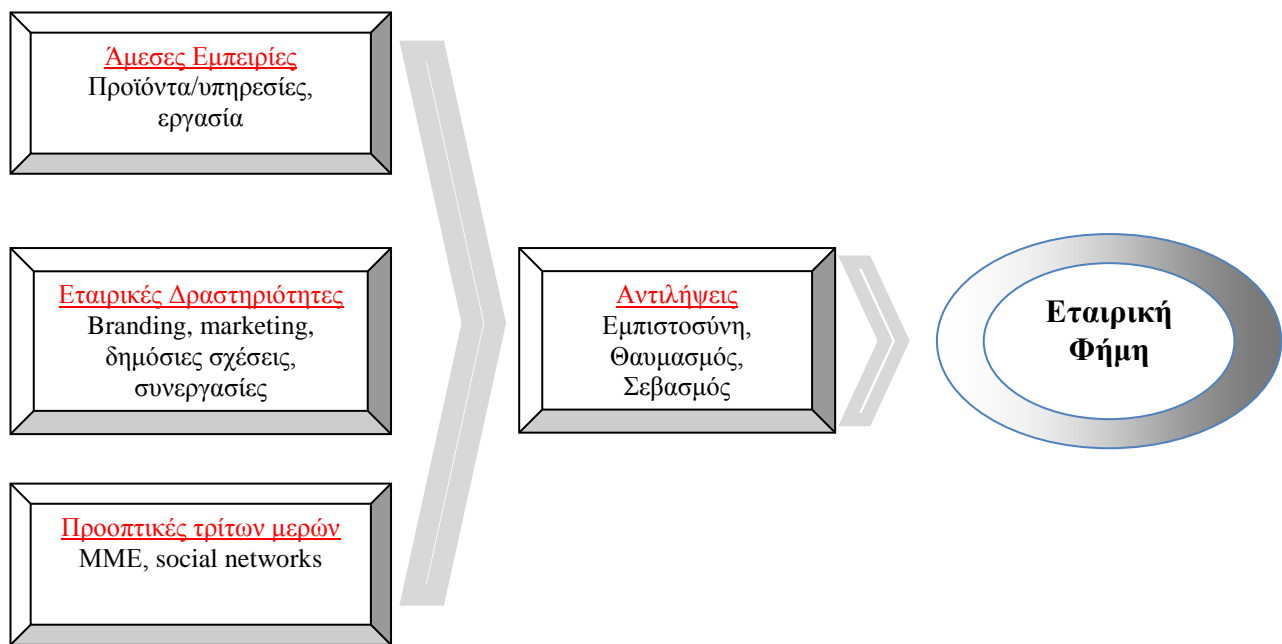 Άμεσες Εμπειρίες
Προϊόντα/υπηρεσίες,
εργασία
Εταιρικές Δραστηριότητες
Branding, marketing,
δημόσιες σχέσεις,
συνεργασίες
Προοπτικές τρίτων μερών
ΜΜΕ, social networks
Αντιλήψεις
Εμπιστοσύνη,
Θαυμασμός,
Σεβασμός
Εταιρική
Φήμη